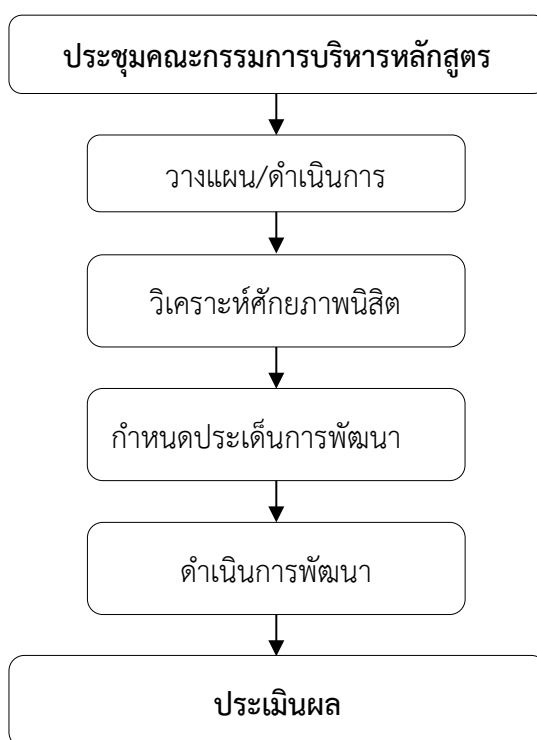 ประชุมคณะกรรมการบริหารหลักสูตร
วางแผน/ดำเนินการ
วิเคราะห์ศักยภาพนิสิต
กำหนดประเด็นการพัฒนา
ดำเนินการพัฒนา
ประเมินผล